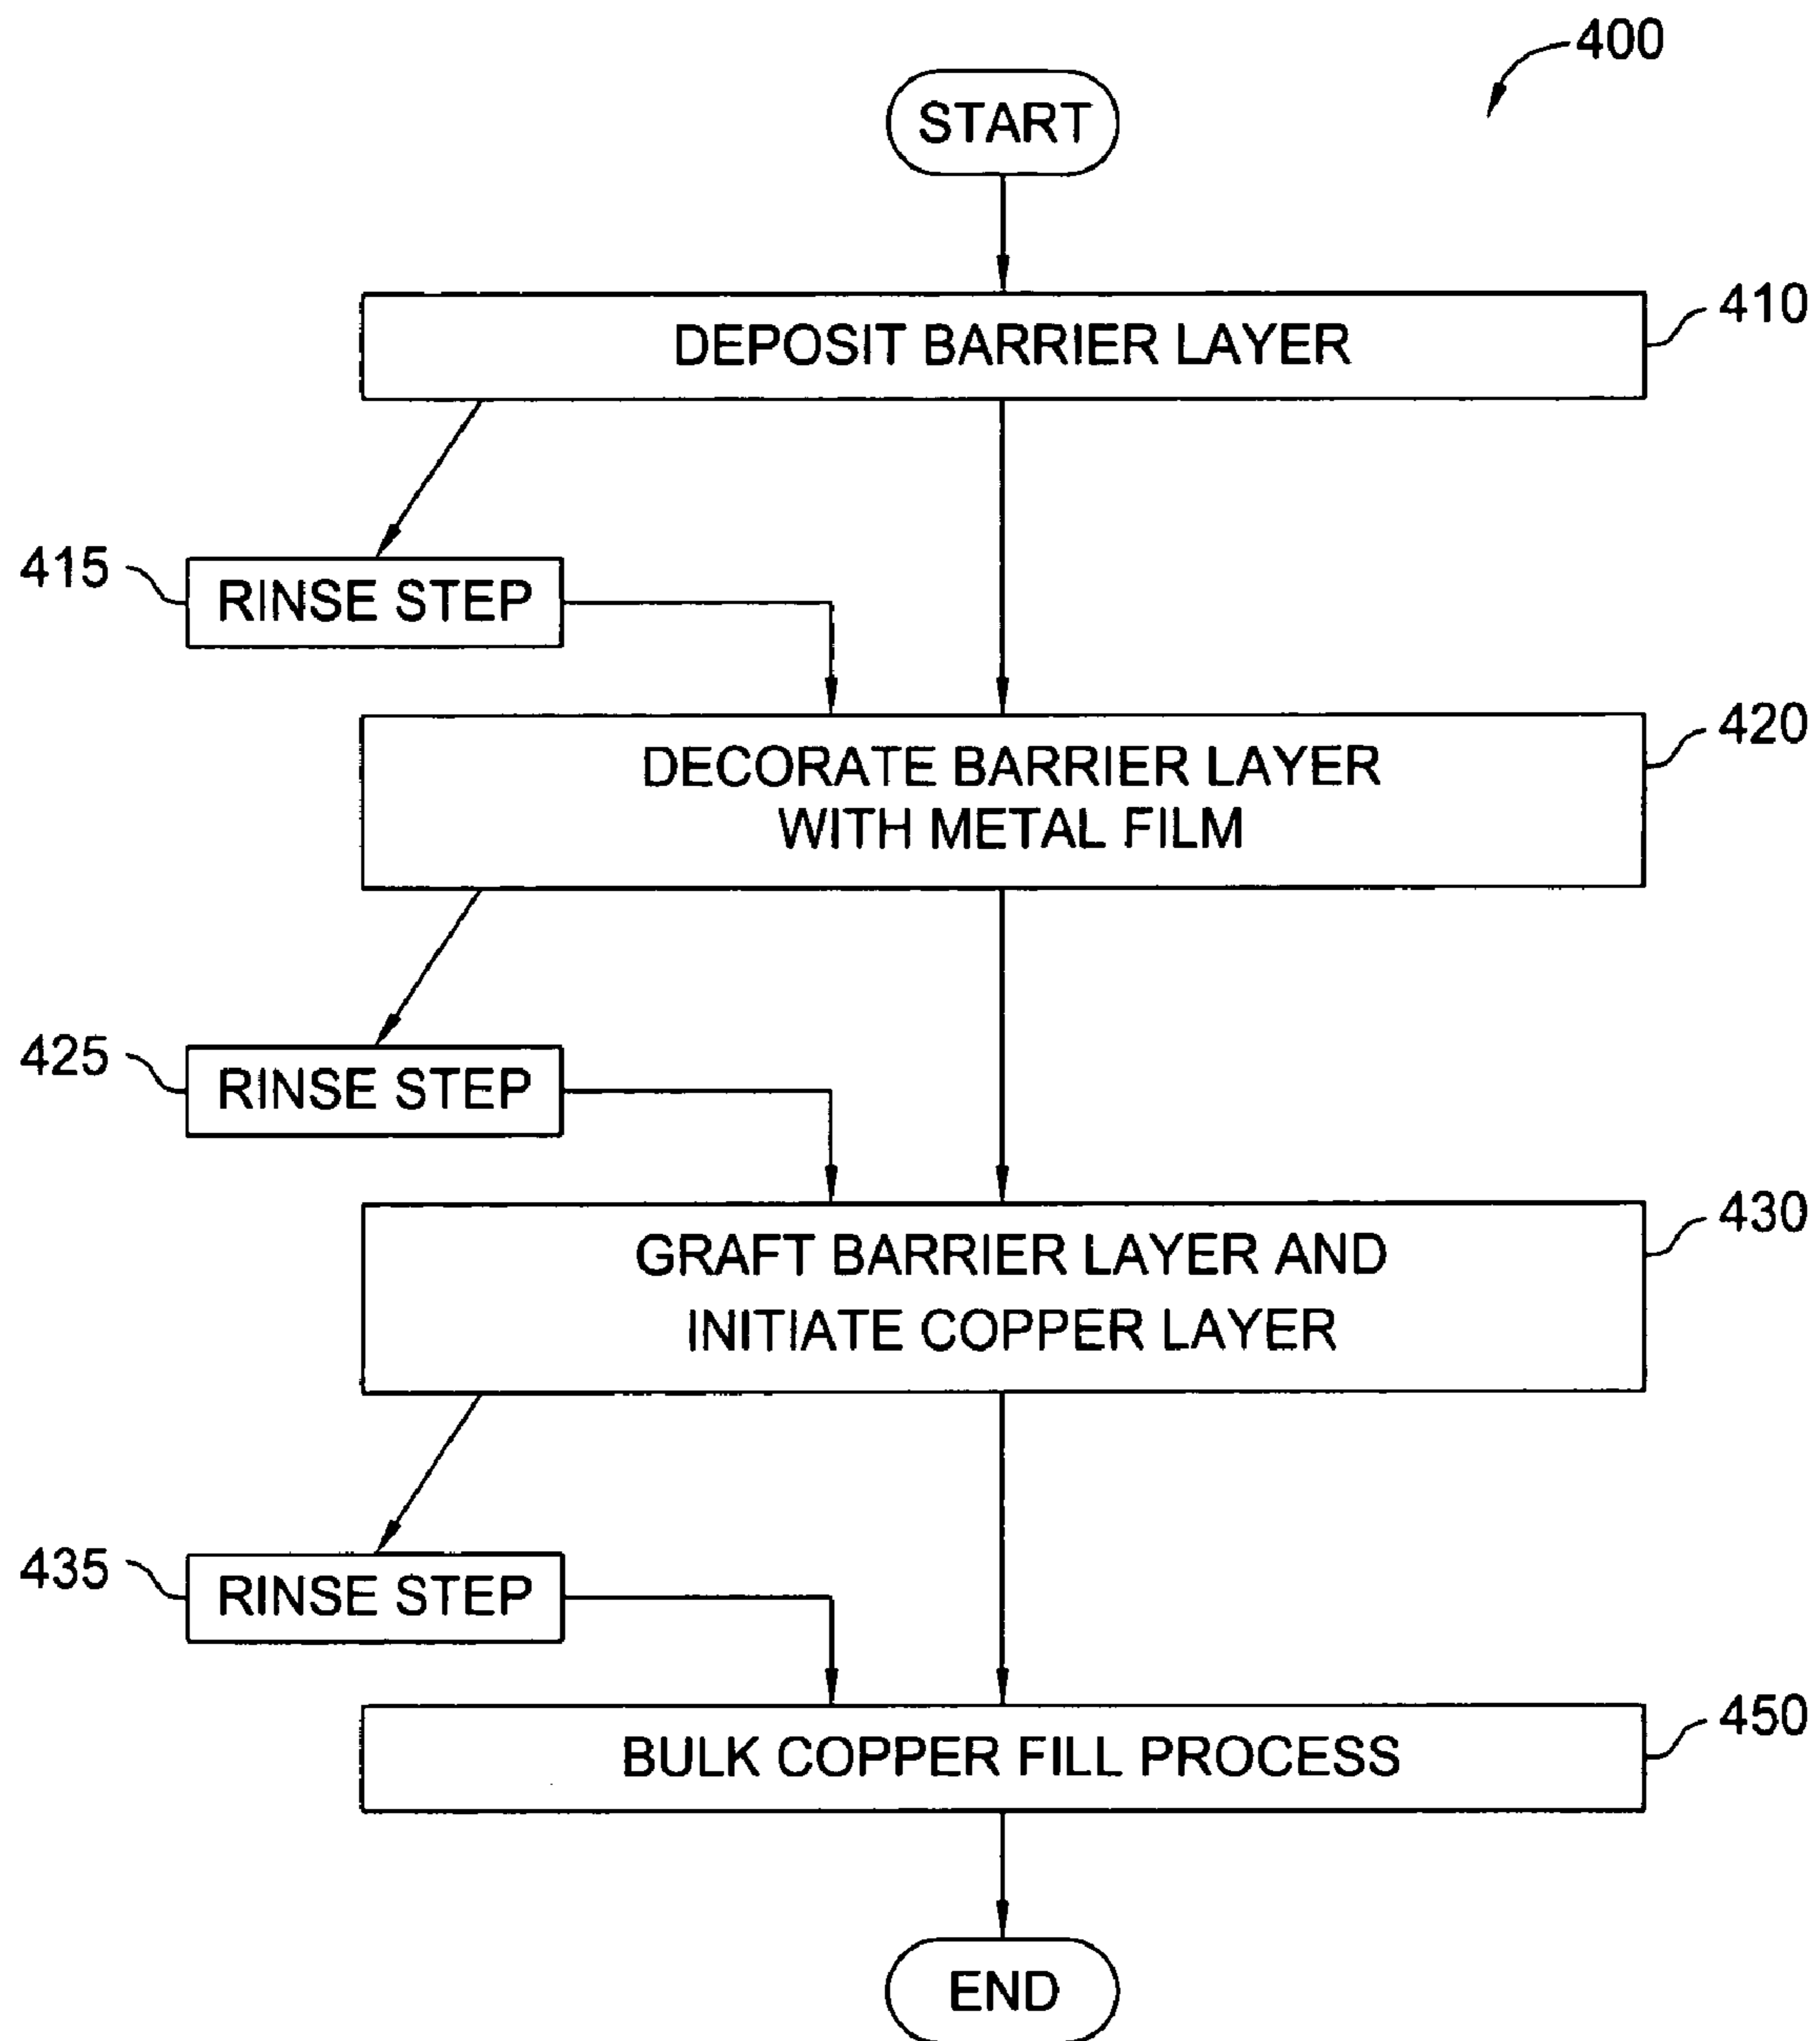 400
START
DEPOSIT BARRIER LAYER
410
415
RINSE STEP
DECORATE BARRIER LAYER
WITH METAL FILM
420
425
RINSE STEP
GRAFT BARRIER LAYER AND
INITIATE COPPER LAYER
430
435
RINSE STEP
BULK COPPER FILL PROCESS
450
END